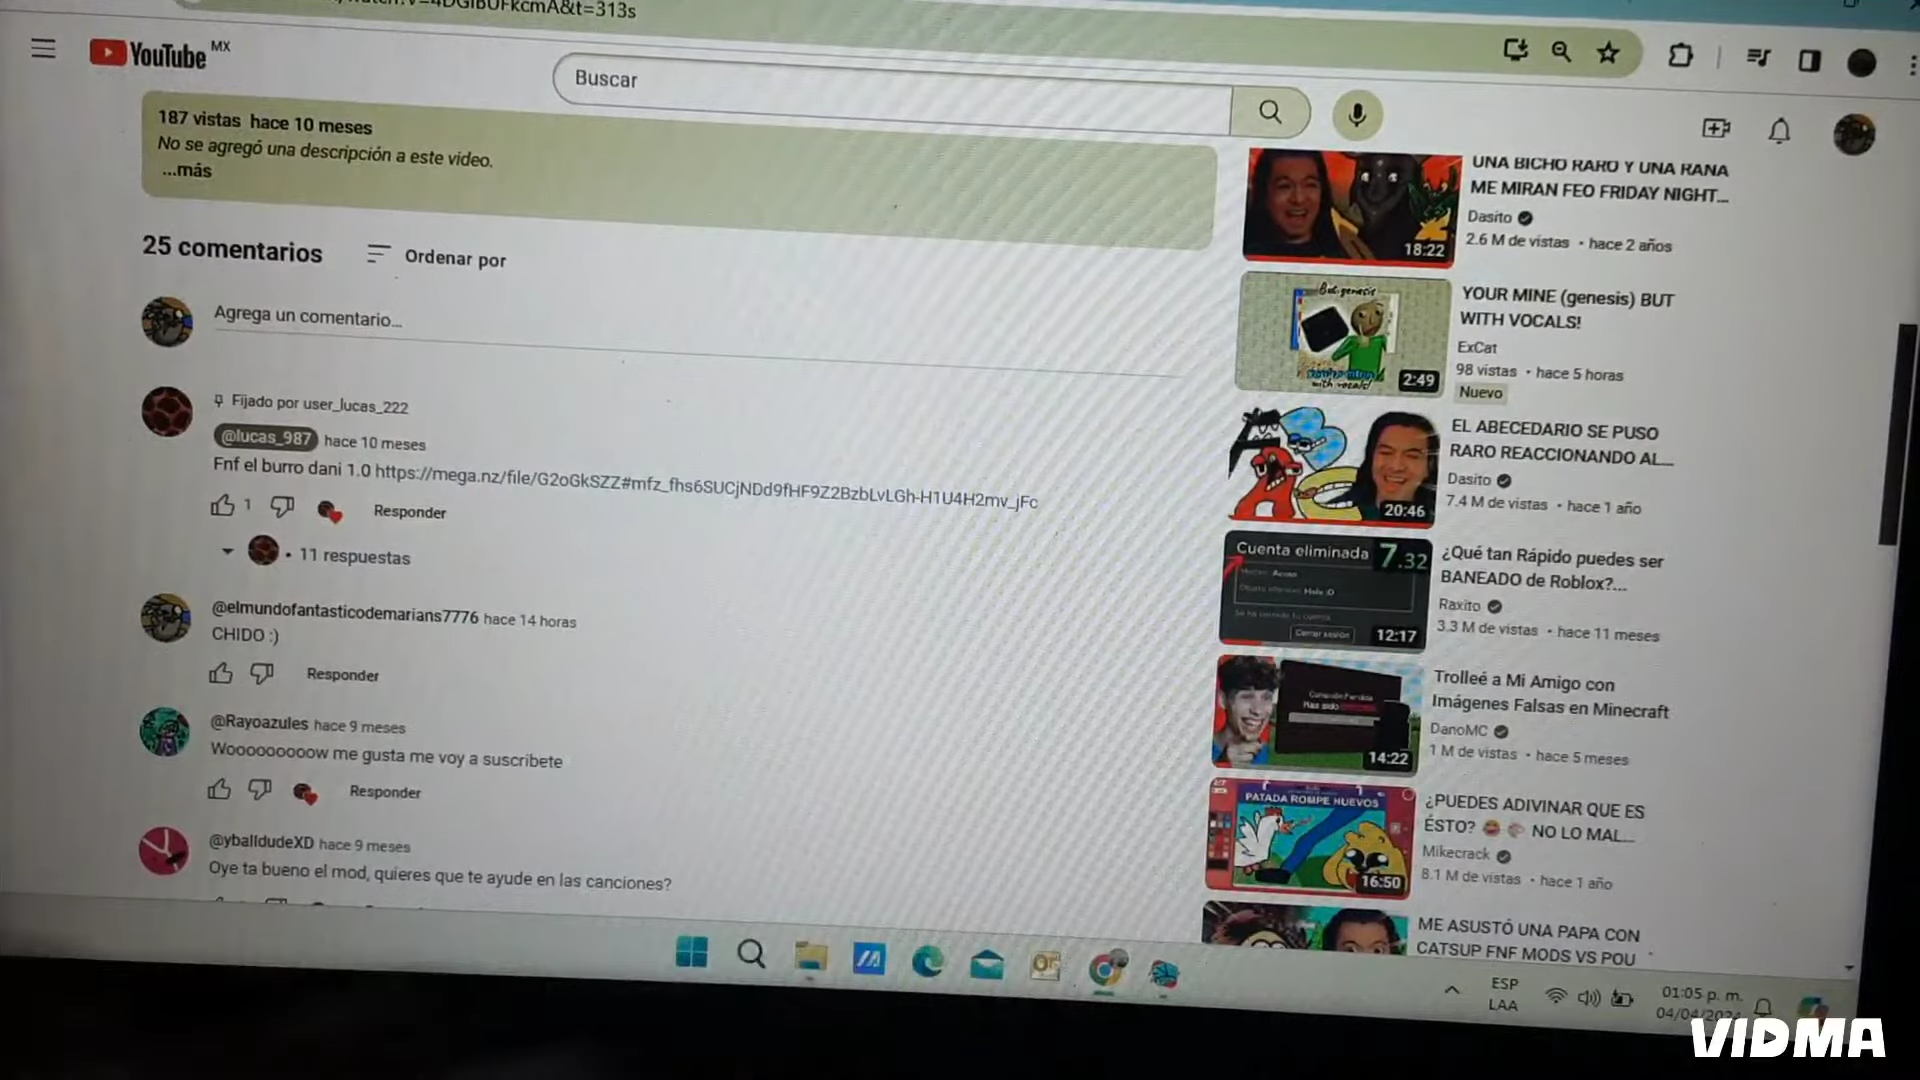 YouTube MX
Buscar
187 vistas hace 10 meses
No se agregó una descripción a este video.
...más
25 comentarios
Ordenar por
Agrega un comentario...
Fijado por user_lucas_222
@lucas_987 hace 10 meses
Fnf el burro dani 1.0 https://mega.nz/file/G2oGkSZZ#mfz_fhs6SUCjNDd9fHF9Z2BzbLvLGh-H1U4H2mv_jFc
1
Responder
11 respuestas
@elmundofantasticodemarians7776 hace 14 horas
CHIDO :)
Responder
@Rayoazules hace 9 meses
Wooooooooow me gusta me voy a suscribete
Responder
@yballdudeXD hace 9 meses
Oye ta bueno el mod, quieres que te ayude en las canciones?
UNA BICHO RARO Y UNA RANA
ME MIRAN FEO FRIDAY NIGHT...
Dasito
2.6 M de vistas • hace 2 años
18:22
YOUR MINE (genesis) BUT
WITH VOCALS!
ExCat
98 vistas • hace 5 horas
Nuevo
But genesis
with vocals!
2:49
EL ABECEDARIO SE PUSO
RARO REACCIONANDO AL...
Dasito
7.4 M de vistas • hace 1 año
20:46
¿Qué tan Rápido puedes ser
BANEADO de Roblox?...
Raxito
3.3 M de vistas • hace 11 meses
Cuenta eliminada
7.32
Cerrar sesión
12:17
Trolleé a Mi Amigo con
Imágenes Falsas en Minecraft
DanoMC
1 M de vistas • hace 5 meses
Has sido
14:22
¿PUEDES ADIVINAR QUE ES
ÉSTO? NO LO MAL...
Mikecrack
8.1 M de vistas • hace 1 año
PATADA ROMPE HUEVOS
16:50
ME ASUSTÓ UNA PAPA CON
CATSUP FNF MODS VS POU
ESP
LAA
01:05 p. m.
VIDMA